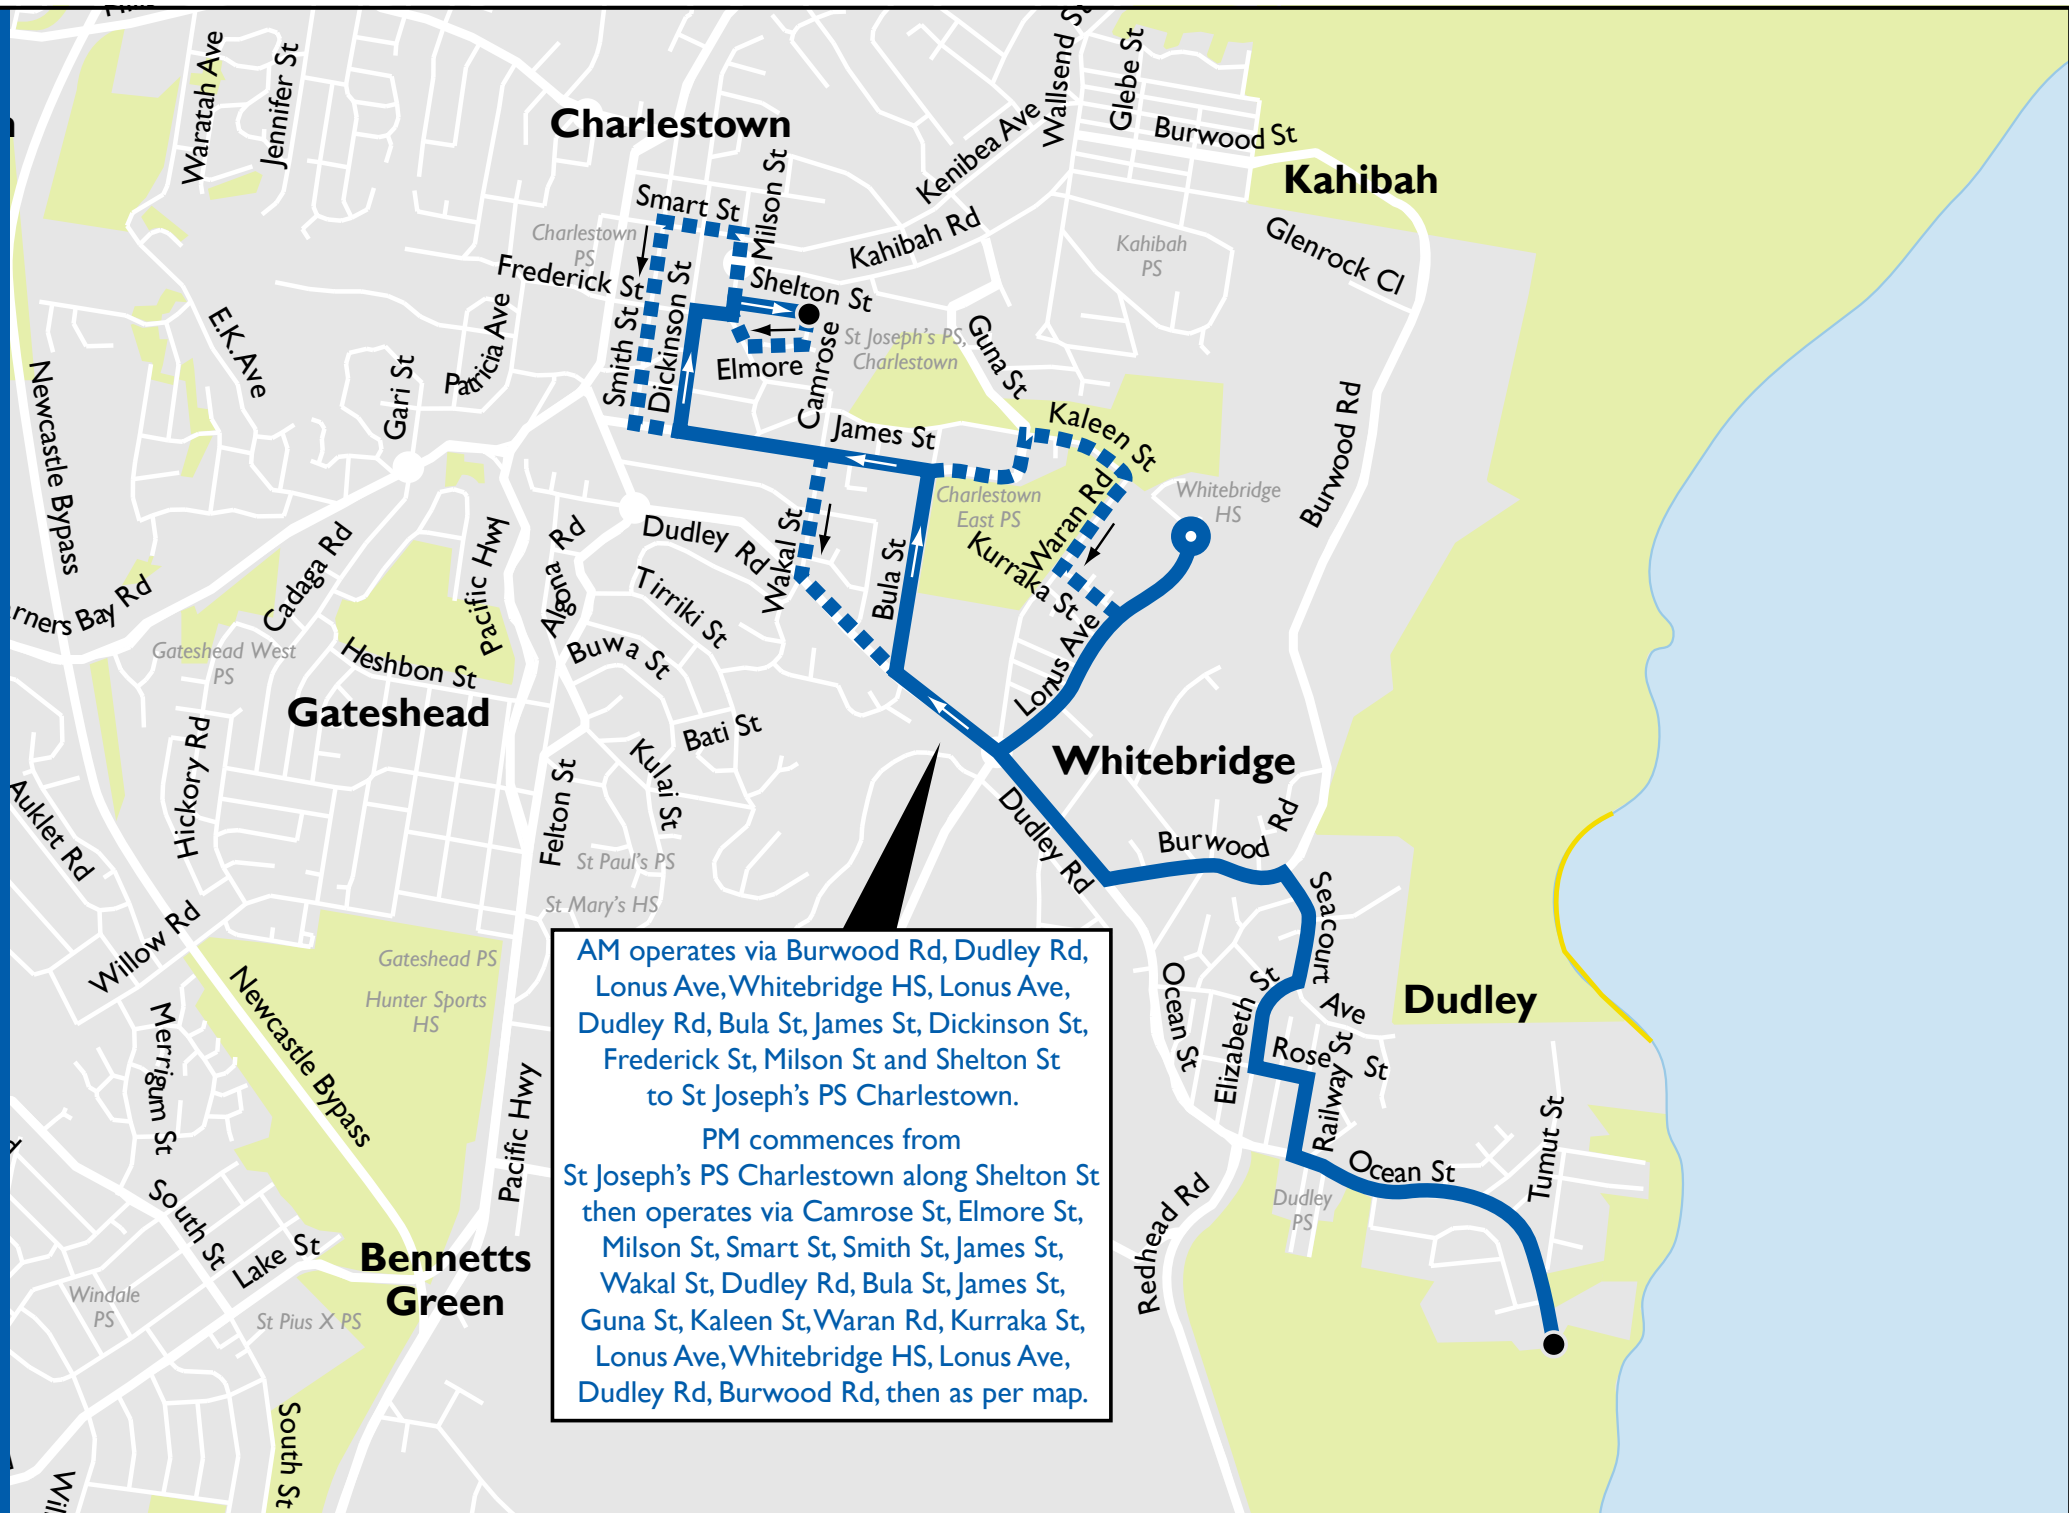 Waratah Ave
Jennifer St
Charlestown
Wallsend St
Glebe St
Burwood St
Kahibah
Kenibea Ave
Milson St
Smart St
Charlestown
PS
Kahibah Rd
Kahibah
PS
Glenrock Cl
Frederick St
Shelton St
Dickinson St
Smith St
E.K. Ave
Patricia Ave
Gari St
Elmore
Camrose
St Joseph's PS,
Charlestown
Guna St
James St
Kaleen St
Burwood Rd
Newcastle Bypass
Charlestown
East PS
Waran Rd
Whitebridge
HS
Kurraka St
Dudley Rd
Wakal St
Bula St
Cadaga Rd
Pacific Hwy
Algona Rd
Tirriki St
Buwa St
rners Bay Rd
Gateshead West
PS
Heshbon St
Gateshead
Lonus Ave
Bati St
Kulai St
Whitebridge
Hickory Rd
Felton St
Auklet Rd
Dudley Rd
Burwood Rd
St Paul's PS
St Mary's HS
Seacourt Ave
Willow Rd
Gateshead PS
Hunter Sports
HS
Newcastle Bypass
Merrigum St
Pacific Hwy
Ocean St
Elizabeth St
Dudley
Rose St
Railway St
Tumut St
Ocean St
Dudley
PS
Redhead Rd
South St
Lake St
Bennetts
Green
Windale
PS
St Pius X PS
South St
AM operates via Burwood Rd, Dudley Rd,
Lonus Ave, Whitebridge HS, Lonus Ave,
Dudley Rd, Bula St, James St, Dickinson St,
Frederick St, Milson St and Shelton St
to St Joseph's PS Charlestown.
PM commences from
St Joseph's PS Charlestown along Shelton St
then operates via Camrose St, Elmore St,
Milson St, Smart St, Smith St, James St,
Wakal St, Dudley Rd, Bula St, James St,
Guna St, Kaleen St, Waran Rd, Kurraka St,
Lonus Ave, Whitebridge HS, Lonus Ave,
Dudley Rd, Burwood Rd, then as per map.